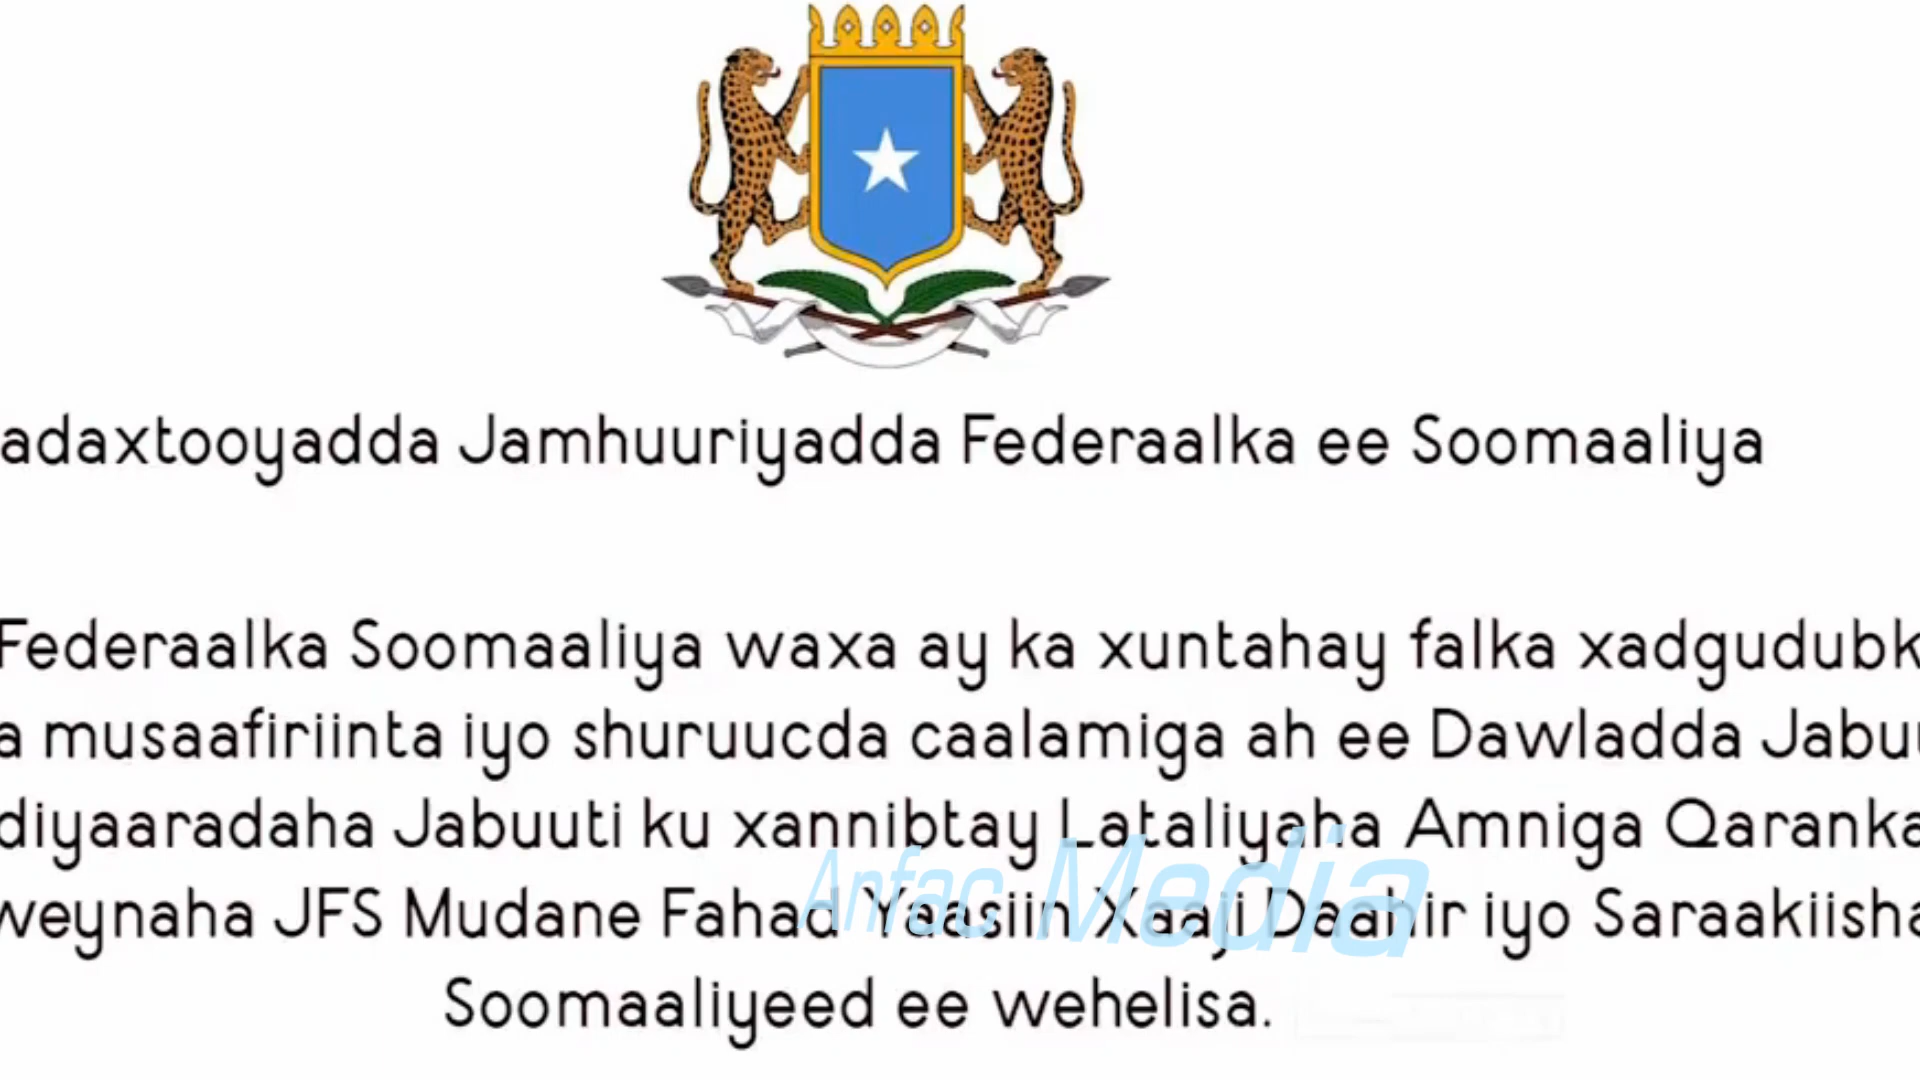 adaxtooyadda Jamhuuriyadda Federaalka ee Soomaaliya
Federaalka Soomaaliya waxa ay ka xuntahay falka xadgudubk
a musaafiriinta iyo shuruucda caalamiga ah ee Dawladda Jabuu
diyaaradaha Jabuuti ku xannibtay Lataliyaha Amniga Qaranka
weynaha JFS Mudane Fahad Yaasiin Xaaji Daahir iyo Saraakiisha
Soomaaliyeed ee wehelisa.
Anfac Media